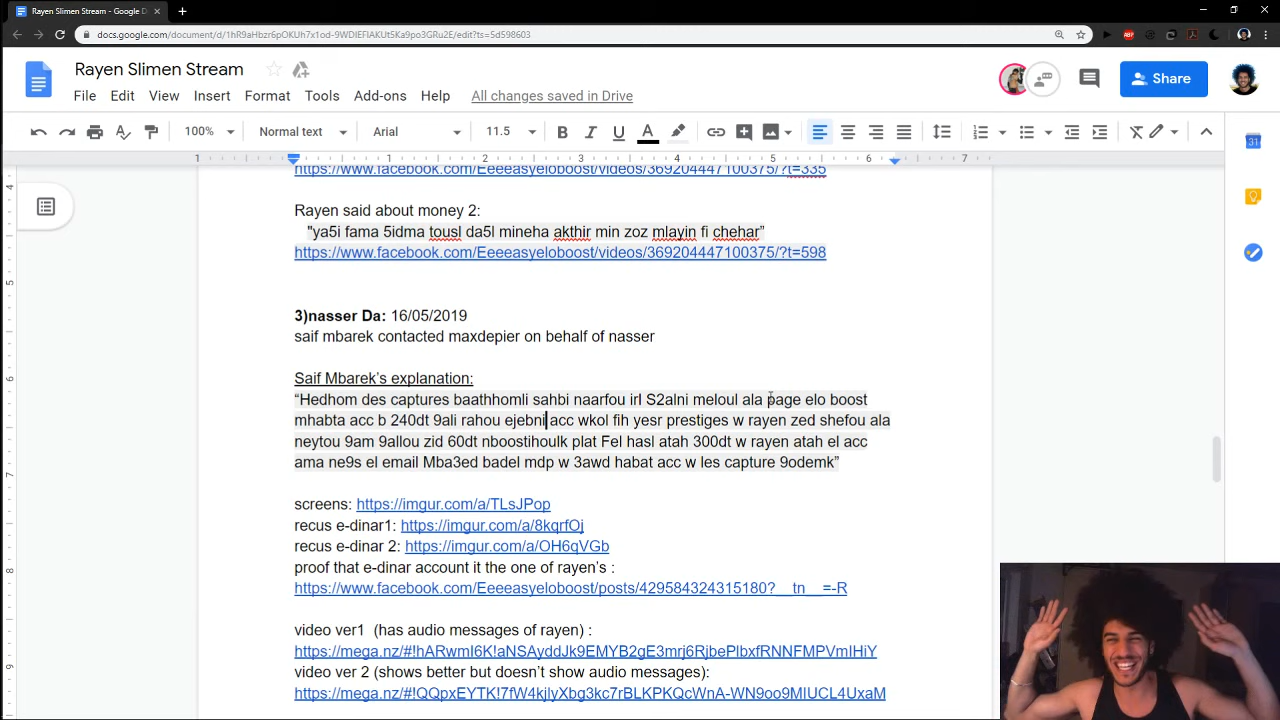 Rayen Slimen Stream - Google D
docs.google.com/document/d/1hR9aHbzr6pOKUh7x1od-9WDIEFIAKUt5Ka9po3GRu2E/edit?ts=5d598603
Rayen Slimen Stream
File Edit View Insert Format Tools Add-ons Help All changes saved in Drive
Share
100% Normal text Arial 11.5
1 1 2 3 4 5 6 7
https://www.facebook.com/Eeeeasyeloboost/videos/369204447100375/?t=335
Rayen said about money 2:
"ya5i fama 5idma tousl da5l mineha akthir min zoz mlayin fi chehar”
https://www.facebook.com/Eeeeasyeloboost/videos/369204447100375/?t=598
3)nasser Da: 16/05/2019
saif mbarek contacted maxdepier on behalf of nasser
Saif Mbarek’s explanation:
“Hedhom des captures baathhomli sahbi naarfou irl S2alni meloul ala page elo boost
mhabta acc b 240dt 9ali rahou ejebni acc wkol fih yesr prestiges w rayen zed shefou ala
neytou 9am 9allou zid 60dt nboostihoulk plat Fel hasl atah 300dt w rayen atah el acc
ama ne9s el email Mba3ed badel mdp w 3awd habat acc w les capture 9odemk”
screens: https://imgur.com/a/TLsJPop
recus e-dinar1: https://imgur.com/a/8kqrfOj
recus e-dinar 2: https://imgur.com/a/OH6qVGb
proof that e-dinar account it the one of rayen’s :
https://www.facebook.com/Eeeeasyeloboost/posts/429584324315180?__tn__=-R
video ver1 (has audio messages of rayen) :
https://mega.nz/#!hARwmI6K!aNSAyddJk9EMYB2gE3mrj6RjbePlbxfRNNFMPVmIHiY
video ver 2 (shows better but doesn’t show audio messages):
https://mega.nz/#!QQpxEYTK!7fW4kjlyXbg3kc7rBLKPKQcWnA-WN9oo9MIUCL4UxaM